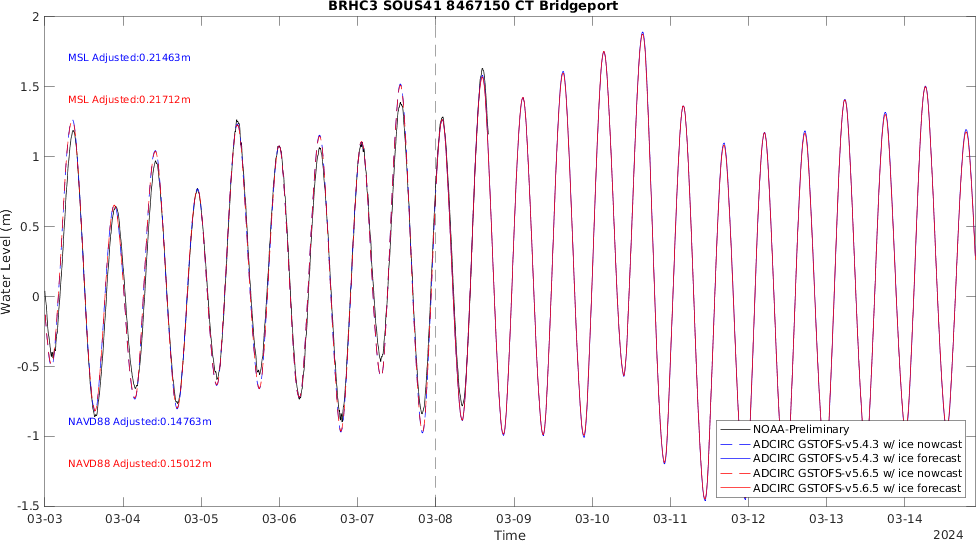 BRHC3 SOUS41 8467150 CT Bridgeport
2
1.5
1
0.5
0
-0.5
-1
-1.5
Water Level (m)
MSL Adjusted:0.21463m
MSL Adjusted:0.21712m
NAVD88 Adjusted:0.14763m
NAVD88 Adjusted:0.15012m
NOAA-Preliminary
ADCIRC GSTOFS-v5.4.3 w/ ice nowcast
ADCIRC GSTOFS-v5.4.3 w/ ice forecast
ADCIRC GSTOFS-v5.6.5 w/ ice nowcast
ADCIRC GSTOFS-v5.6.5 w/ ice forecast
03-03 03-04 03-05 03-06 03-07 03-08 03-09 03-10 03-11 03-12 03-13 03-14
Time
2024